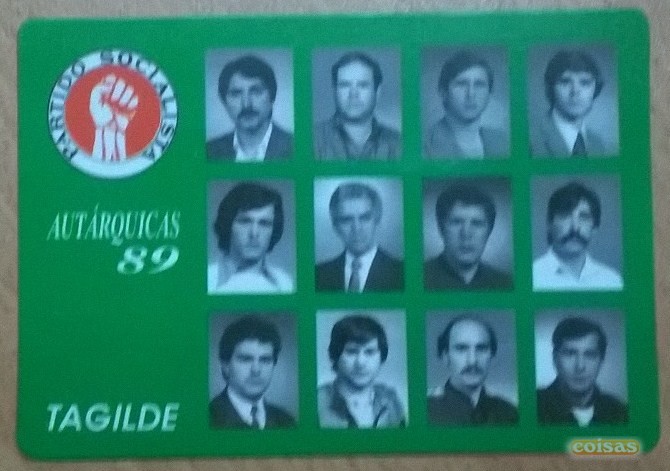 PARTIDO SOCIALISTA
AUTÁRQUICAS
89
TAGILDE
coisas